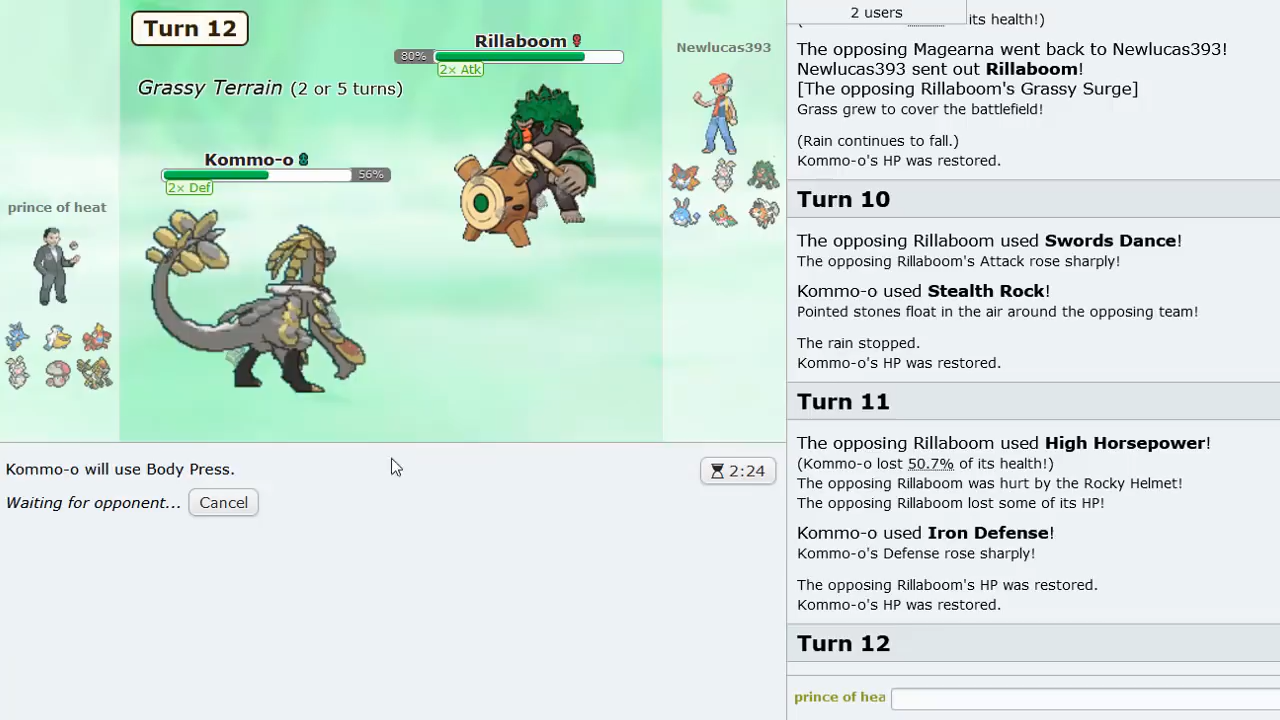 Turn 12
Rillaboom
80%
2× Atk
Grassy Terrain (2 or 5 turns)
Kommo-o
56%
2× Def
prince of heat
Newlucas393
Kommo-o will use Body Press.
Waiting for opponent... Cancel
2:24
2 users
its health!)
The opposing Magearna went back to Newlucas393!
Newlucas393 sent out Rillaboom!
[The opposing Rillaboom's Grassy Surge]
Grass grew to cover the battlefield!
(Rain continues to fall.)
Kommo-o's HP was restored.
Turn 10
The opposing Rillaboom used Swords Dance!
The opposing Rillaboom's Attack rose sharply!
Kommo-o used Stealth Rock!
Pointed stones float in the air around the opposing team!
The rain stopped.
Kommo-o's HP was restored.
Turn 11
The opposing Rillaboom used High Horsepower!
(Kommo-o lost 50.7% of its health!)
The opposing Rillaboom was hurt by the Rocky Helmet!
The opposing Rillaboom lost some of its HP!
Kommo-o used Iron Defense!
Kommo-o's Defense rose sharply!
The opposing Rillaboom's HP was restored.
Kommo-o's HP was restored.
Turn 12
prince of hea